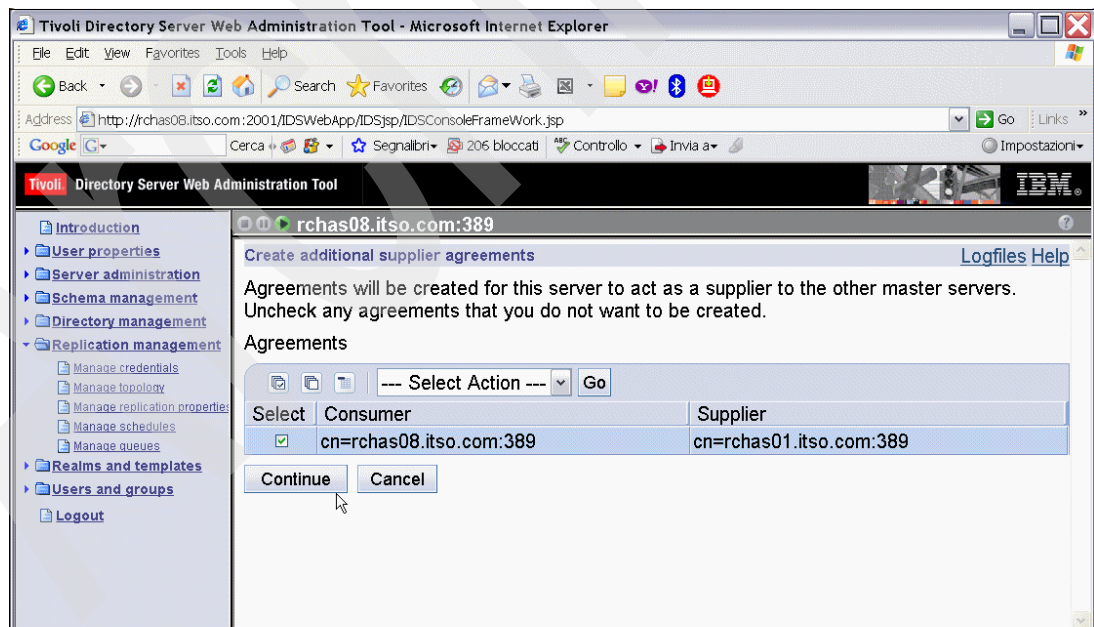 Tivoli Directory Server Web Administration Tool - Microsoft Internet Explorer
File Edit View Favorites Tools Help
Back Search Favorites
Address http://rchas08.itso.com:2001/IDSWebApp/IDSjsp/IDSConsoleFrameWork.jsp Go Links »
Google G Cerca Segnalibri 206 bloccati ABC Controllo Invia a Impostazioni
Tivoli. Directory Server Web Administration Tool IBM.
Introduction
User properties
Server administration
Schema management
Directory management
Replication management
Manage credentials
Manage topology
Manage replication properties
Manage schedules
Manage queues
Realms and templates
Users and groups
Logout
rchas08.itso.com:389 ?
Create additional supplier agreements Logfiles Help
Agreements will be created for this server to act as a supplier to the other master servers.
Uncheck any agreements that you do not want to be created.
Agreements
--- Select Action --- Go
Select Consumer Supplier
cn=rchas08.itso.com:389 cn=rchas01.itso.com:389
Continue Cancel